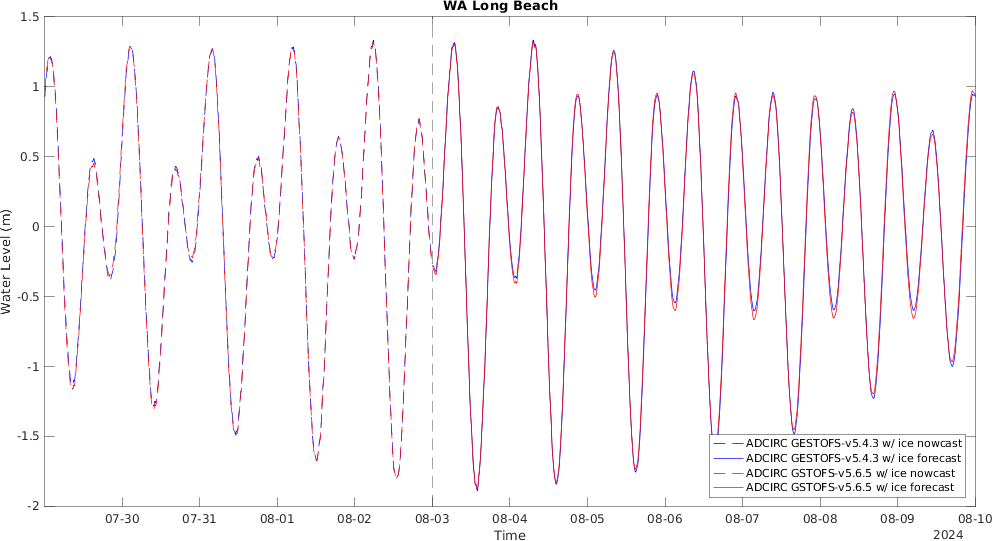 WA Long Beach
1.5
1
0.5
0
-0.5
-1
-1.5
-2
Water Level (m)
07-30 07-31 08-01 08-02 08-03 08-04 08-05 08-06 08-07 08-08 08-09 08-10
Time
2024
ADCIRC GESTOFS-v5.4.3 w/ ice nowcast
ADCIRC GESTOFS-v5.4.3 w/ ice forecast
ADCIRC GSTOFS-v5.6.5 w/ ice nowcast
ADCIRC GSTOFS-v5.6.5 w/ ice forecast